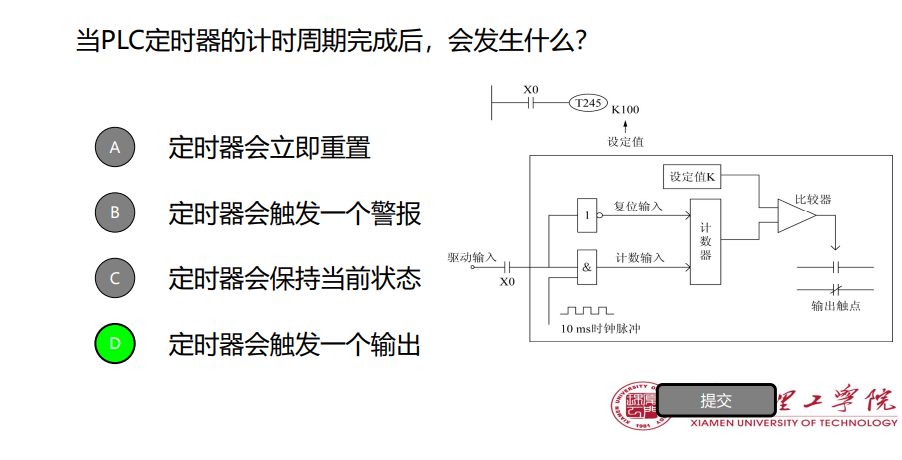 当PLC定时器的计时周期完成后，会发生什么？
A 定时器会立即重置
B 定时器会触发一个警报
C 定时器会保持当前状态
D 定时器会触发一个输出
X0
T245
K100
设定值
设定值K
比较器
1
复位输入
计数器
驱动输入
X0
&
计数输入
输出触点
10 ms时钟脉冲
提交
理工學院
XIAMEN UNIVERSITY OF TECHNOLOGY
XIAMEN UNIVERSITY OF
1981